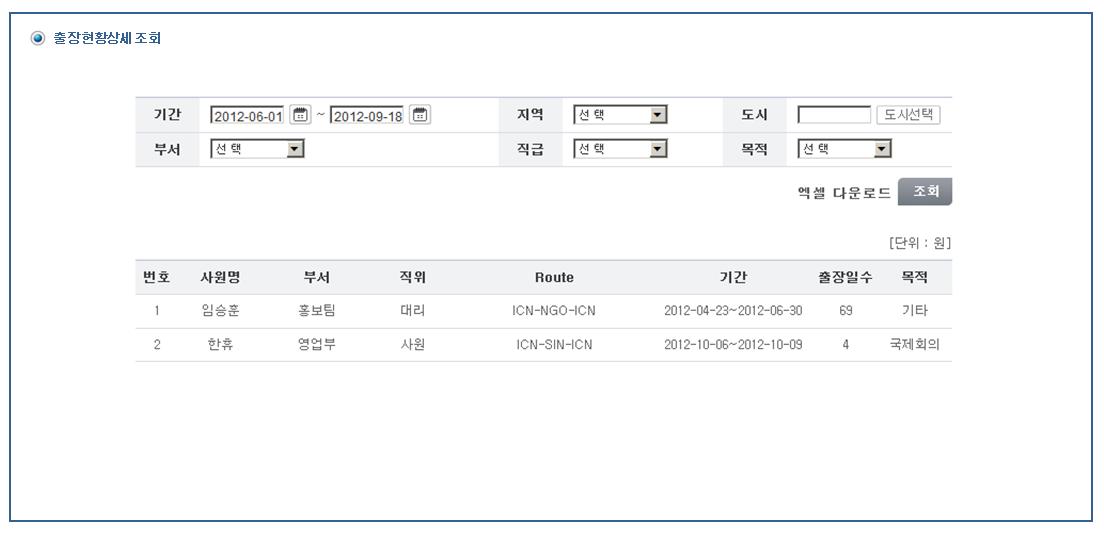 출장현황상세 조회
기간 2012-06-01 ~ 2012-09-18 지역 선택 도시 도시선택
부서 선택 직급 선택 목적 선택
엑셀 다운로드 조회
[단위 : 원]
번호 사원명 부서 직위 Route 기간 출장일수 목적
1 임승훈 홍보팀 대리 ICN-NGO-ICN 2012-04-23~2012-06-30 69 기타
2 한휴 영업부 사원 ICN-SIN-ICN 2012-10-06~2012-10-09 4 국제회의